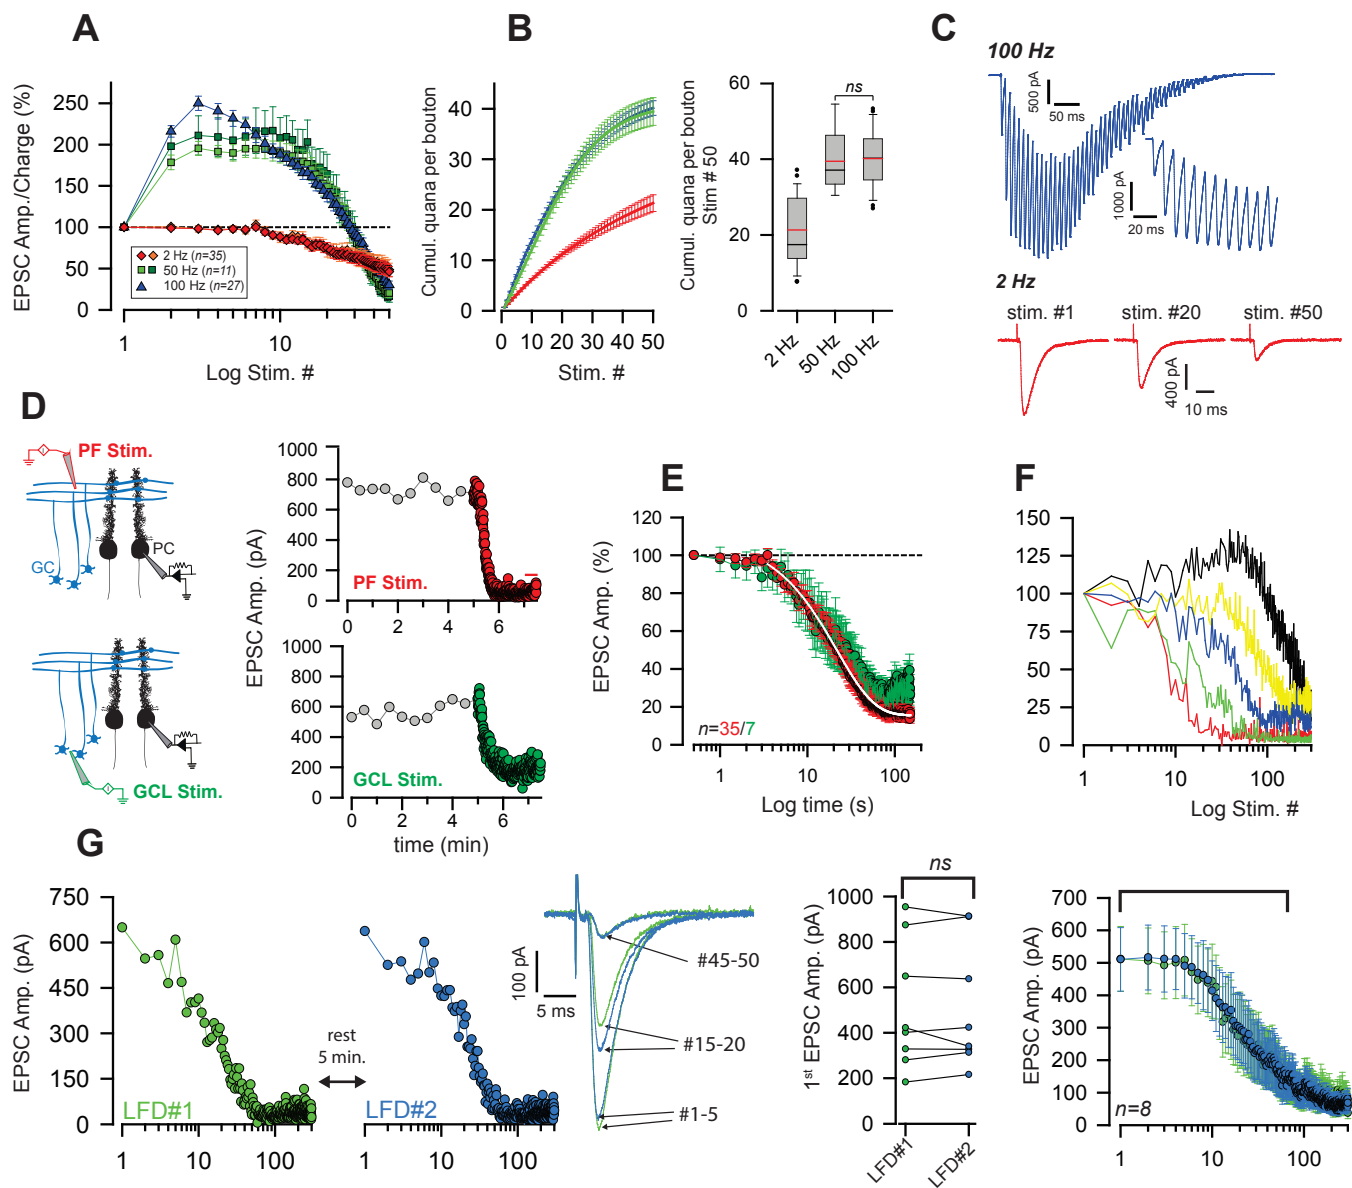 A
EPSC Amp./Charge (%)
250
200
150
100
50
0
2 Hz (n=35)
50 Hz (n=11)
100 Hz (n=27)
1
10
Log Stim. #
B
Cumul. quana per bouton
40
30
20
10
0
0
10
20
30
40
50
Stim. #
Cumul. quana per bouton
Stim # 50
60
40
20
0
ns
2 Hz
50 Hz
100 Hz
C
100 Hz
500 pA
50 ms
1000 pA
20 ms
2 Hz
stim. #1
stim. #20
stim. #50
400 pA
10 ms
D
PF Stim.
GC
PC
GCL Stim.
EPSC Amp. (pA)
1000
800
600
400
200
0
PF Stim.
0
2
4
6
1000
800
600
400
200
0
GCL Stim.
0
2
4
6
time (min)
E
EPSC Amp. (%)
120
100
80
60
40
20
0
n=35/7
1
10
100
Log time (s)
F
150
125
100
75
50
25
0
1
10
100
Log Stim. #
G
EPSC Amp. (pA)
750
600
450
300
150
0
LFD#1
1
10
100
rest
5 min.
LFD#2
1
10
100
100 pA
5 ms
#45-50
#15-20
#1-5
1st EPSC Amp. (pA)
1000
800
600
400
200
0
ns
LFD#1
LFD#2
EPSC Amp. (pA)
700
600
500
400
300
200
100
0
n=8
1
10
100